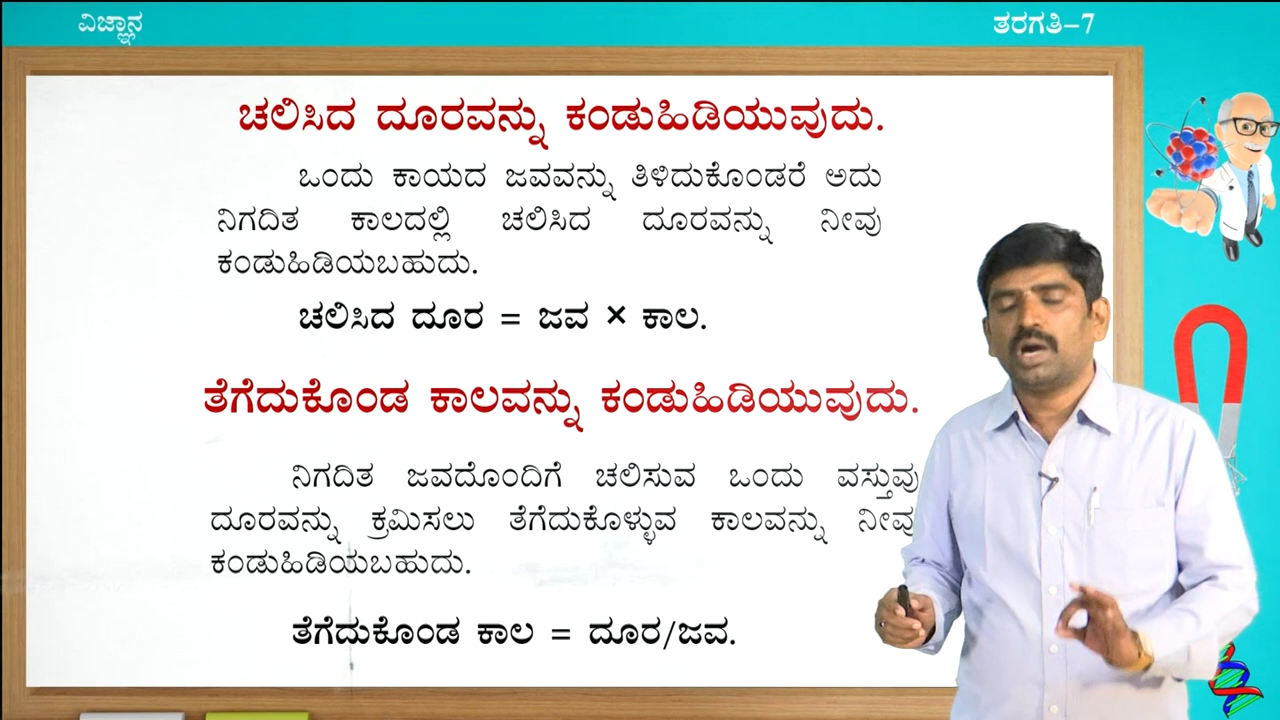 ವಿಜ್ಞಾನ ತರಗತಿ–7
ಚಲಿಸಿದ ದೂರವನ್ನು ಕಂಡುಹಿಡಿಯುವುದು.
ಒಂದು ಕಾಯದ ಜವವನ್ನು ತಿಳಿದುಕೊಂಡರೆ ಅದು
ನಿಗದಿತ ಕಾಲದಲ್ಲಿ ಚಲಿಸಿದ ದೂರವನ್ನು ನೀವು
ಕಂಡುಹಿಡಿಯಬಹುದು.
ಚಲಿಸಿದ ದೂರ = ಜವ × ಕಾಲ.
ತೆಗೆದುಕೊಂಡ ಕಾಲವನ್ನು ಕಂಡುಹಿಡಿಯುವುದು.
ನಿಗದಿತ ಜವದೊಂದಿಗೆ ಚಲಿಸುವ ಒಂದು ವಸ್ತುವು
ದೂರವನ್ನು ಕ್ರಮಿಸಲು ತೆಗೆದುಕೊಳ್ಳುವ ಕಾಲವನ್ನು ನೀವು
ಕಂಡುಹಿಡಿಯಬಹುದು.
ತೆಗೆದುಕೊಂಡ ಕಾಲ = ದೂರ/ಜವ.